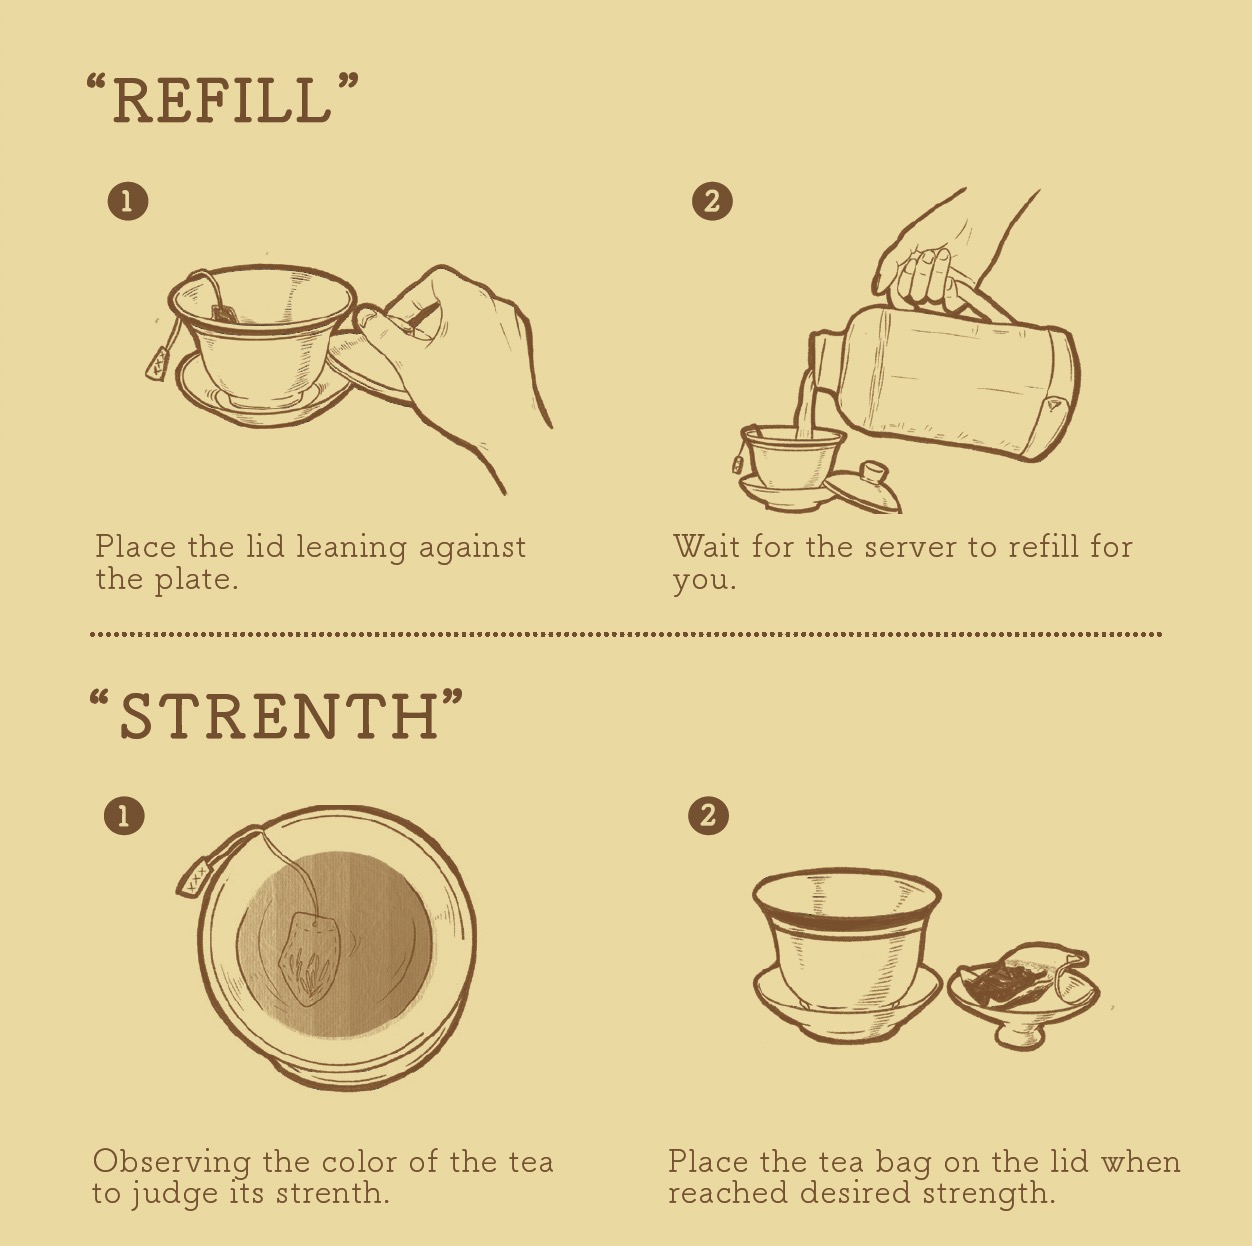 “REFILL”
1
2
Place the lid leaning against
the plate.
Wait for the server to refill for
you.
“STRENTH”
1
2
Observing the color of the tea
to judge its strenth.
Place the tea bag on the lid when
reached desired strength.